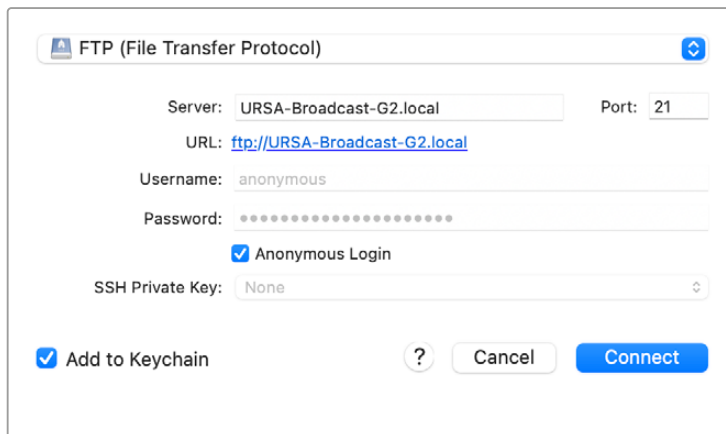 FTP (File Transfer Protocol)
Server: URSA-Broadcast-G2.local Port: 21
URL: ftp://URSA-Broadcast-G2.local
Username: anonymous
Password: •••••••••••••••••••••
Anonymous Login
SSH Private Key: None
Add to Keychain ? Cancel Connect